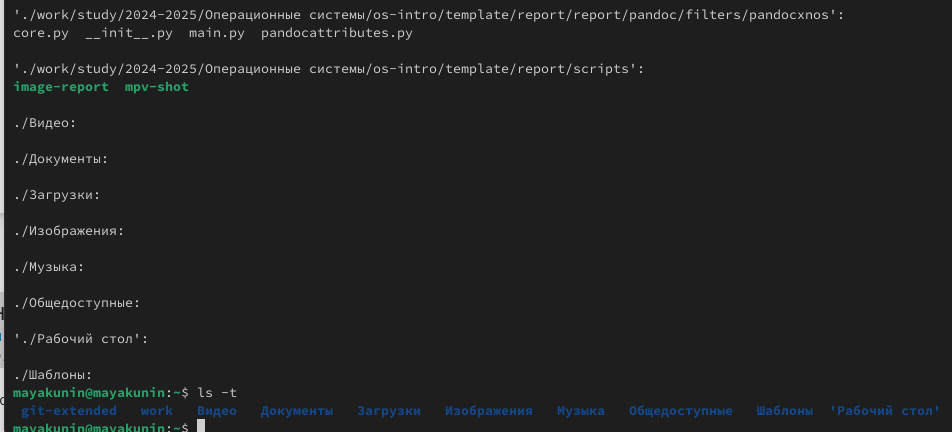 './work/study/2024-2025/Операционные системы/os-intro/template/report/report/pandoc/filters/pandocxnos':
core.py  __init__.py  main.py  pandocattributes.py
'./work/study/2024-2025/Операционные системы/os-intro/template/report/scripts':
image-report  mpv-shot
./Видео:
./Документы:
./Загрузки:
./Изображения:
./Музыка:
./Общедоступные:
'./Рабочий стол':
./Шаблоны:
mayakunin@mayakunin:~$ ls -t
git-extended   work   Видео   Документы   Загрузки   Изображения   Музыка   Общедоступные   Шаблоны  'Рабочий стол'
mayakunin@mayakunin:~$